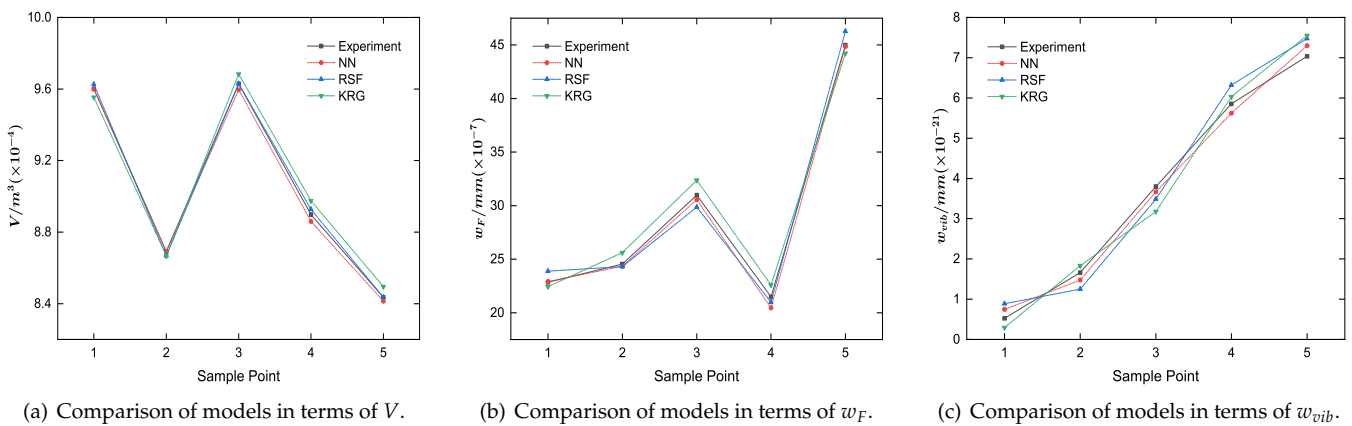 10.0
9.6
9.2
8.8
8.4
V/m³(×10⁻⁴)
Experiment
NN
RSF
KRG
1 2 3 4 5
Sample Point
(a) Comparison of models in terms of V.
45
40
35
30
25
20
w_F/mm(×10⁻⁷)
Experiment
NN
RSF
KRG
1 2 3 4 5
Sample Point
(b) Comparison of models in terms of w_F.
8
7
6
5
4
3
2
1
0
w_vib/mm(×10⁻²¹)
Experiment
NN
RSF
KRG
1 2 3 4 5
Sample Point
(c) Comparison of models in terms of w_vib.